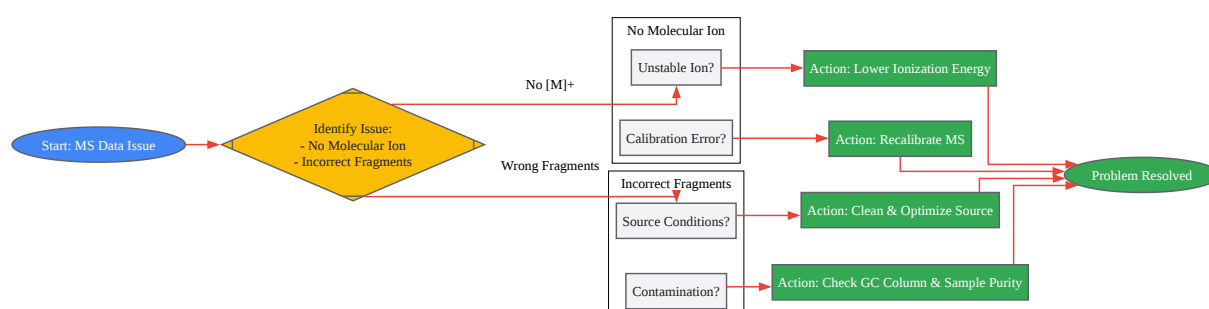 Start: MS Data Issue
Identify Issue:
- No Molecular Ion
- Incorrect Fragments
No [M]+
Wrong Fragments
No Molecular Ion
Unstable Ion?
Calibration Error?
Incorrect Fragments
Source Conditions?
Contamination?
Action: Lower Ionization Energy
Action: Recalibrate MS
Action: Clean & Optimize Source
Action: Check GC Column & Sample Purity
Problem Resolved